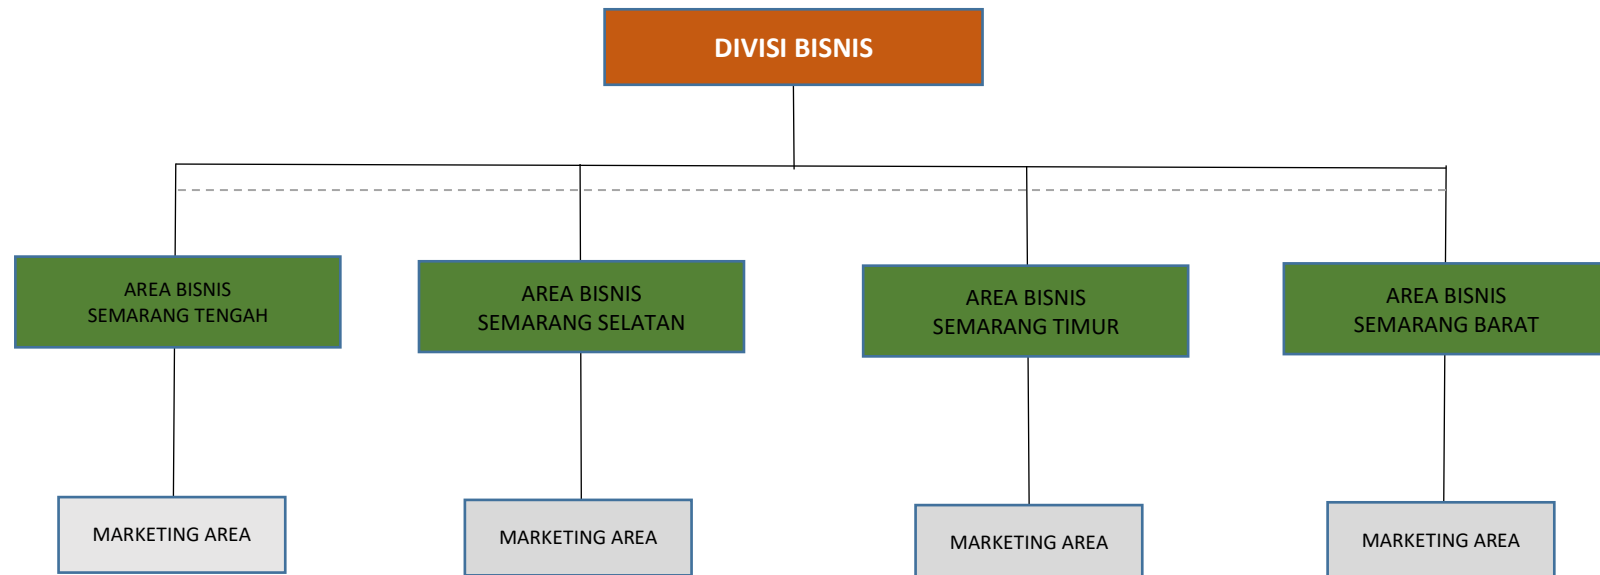 DIVISI BISNIS
AREA BISNIS
SEMARANG TENGAH
AREA BISNIS
SEMARANG SELATAN
AREA BISNIS
SEMARANG TIMUR
AREA BISNIS
SEMARANG BARAT
MARKETING AREA
MARKETING AREA
MARKETING AREA
MARKETING AREA